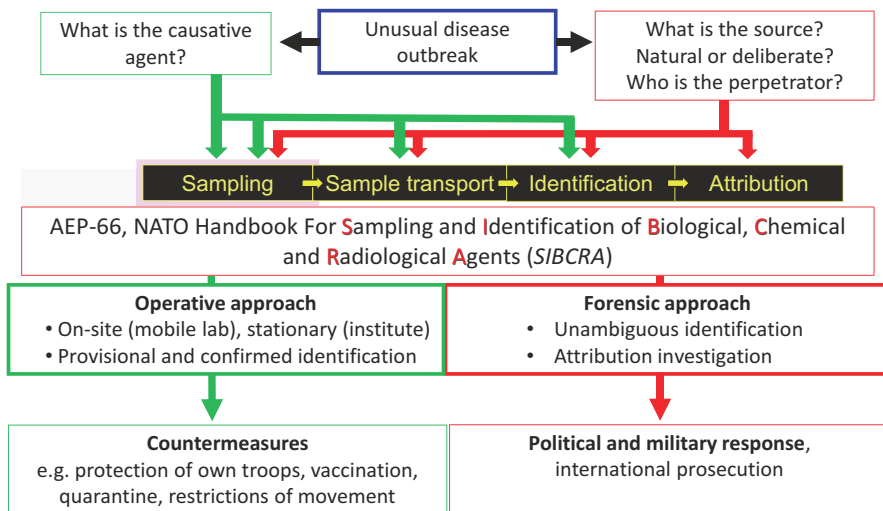 What is the causative
agent?
Unusual disease
outbreak
What is the source?
Natural or deliberate?
Who is the perpetrator?
Sampling
Sample transport
Identification
Attribution
AEP-66, NATO Handbook For Sampling and Identification of Biological, Chemical
and Radiological Agents (SIBCRA)
Operative approach
• On-site (mobile lab), stationary (institute)
• Provisional and confirmed identification
Forensic approach
• Unambiguous identification
• Attribution investigation
Countermeasures
e.g. protection of own troops, vaccination,
quarantine, restrictions of movement
Political and military response,
international prosecution